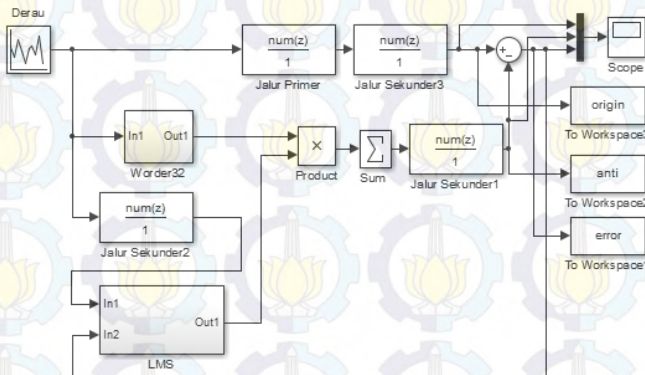 Derau
num(z)
1
Jalur Primer
num(z)
1
Jalur Sekunder3
+
−
Scope
origin
To Workspace3
In1
Out1
Worder32
×
Product
Σ
Sum
num(z)
1
Jalur Sekunder1
anti
To Workspace2
num(z)
1
Jalur Sekunder2
error
To Workspace
In1
In2
Out1
LMS